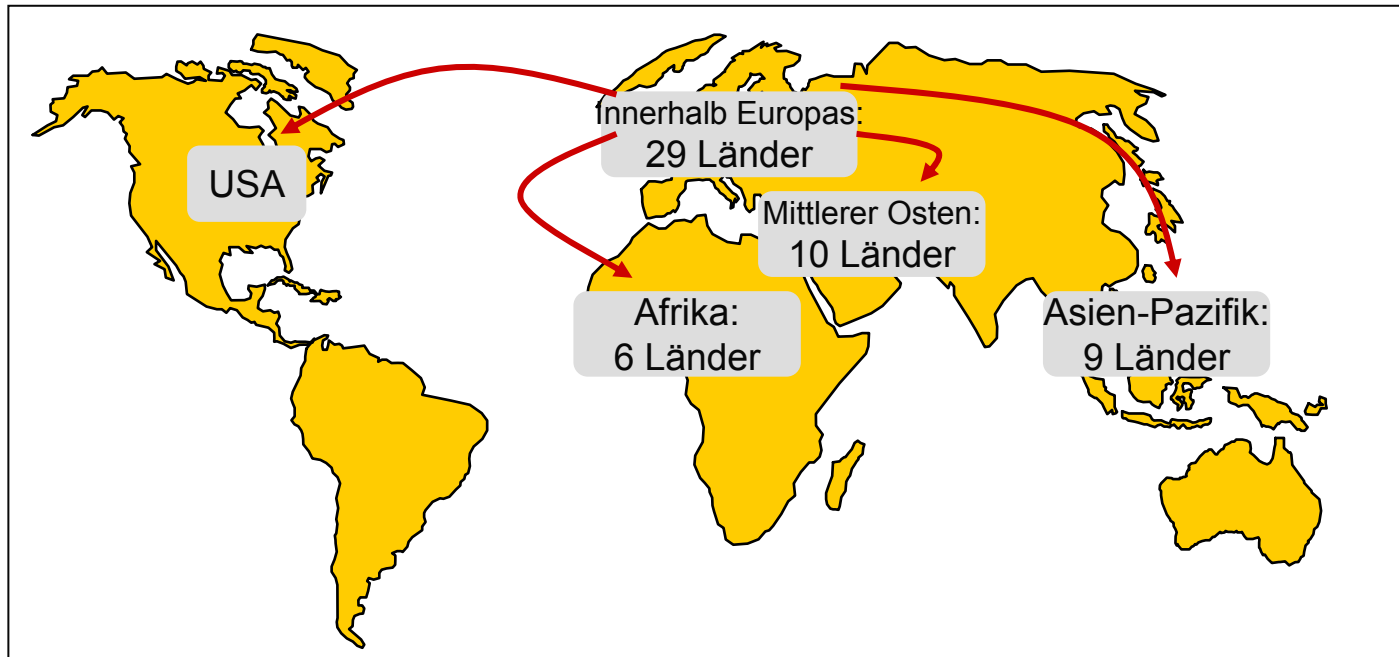 Innerhalb Europas:
29 Länder
USA
Mittlerer Osten:
10 Länder
Afrika:
6 Länder
Asien-Pazifik:
9 Länder